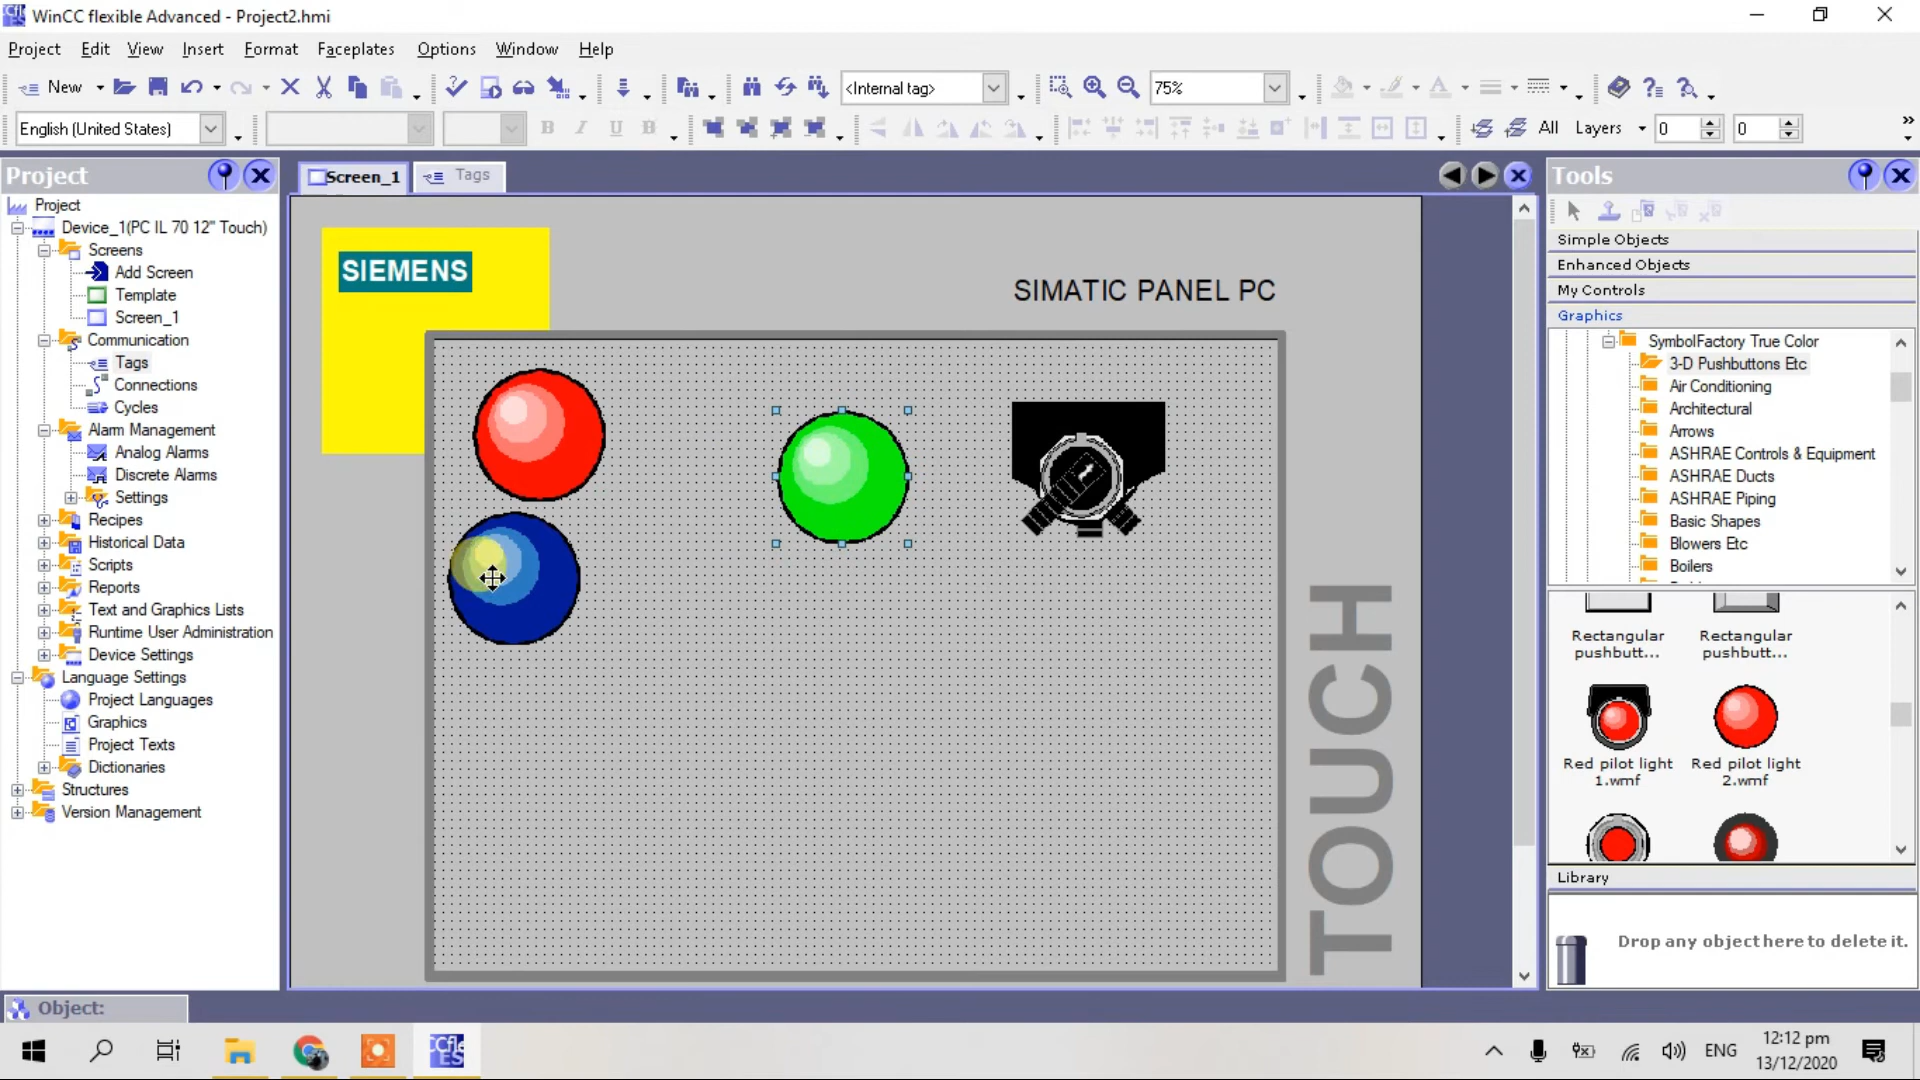 WinCC flexible Advanced - Project2.hmi
Project Edit View Insert Format Faceplates Options Window Help
New <Internal tag> 75%
English (United States) B I U B All Layers 0 0 »
Project
Project
Device_1(PC IL 70 12" Touch)
Screens
Add Screen
Template
Screen_1
Communication
Tags
Connections
Cycles
Alarm Management
Analog Alarms
Discrete Alarms
Settings
Recipes
Historical Data
Scripts
Reports
Text and Graphics Lists
Runtime User Administration
Device Settings
Language Settings
Project Languages
Graphics
Project Texts
Dictionaries
Structures
Version Management
Screen_1 Tags
SIEMENS
SIMATIC PANEL PC
TOUCH
Tools
Simple Objects
Enhanced Objects
My Controls
Graphics
SymbolFactory True Color
3-D Pushbuttons Etc
Air Conditioning
Architectural
Arrows
ASHRAE Controls & Equipment
ASHRAE Ducts
ASHRAE Piping
Basic Shapes
Blowers Etc
Boilers
Rectangular Rectangular
pushbutt... pushbutt...
Red pilot light Red pilot light
1.wmf 2.wmf
Library
Drop any object here to delete it.
Object:
ENG
12:12 pm
13/12/2020